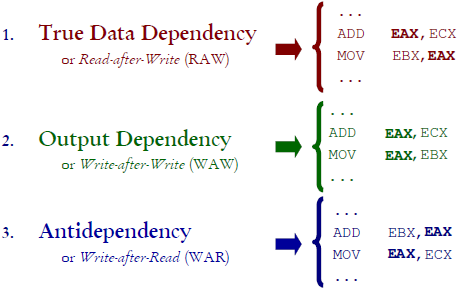 ...
1. True Data Dependency ADD EAX, ECX
or Read-after-Write (RAW) MOV EBX, EAX
...
...
2. Output Dependency ADD EAX, ECX
or Write-after-Write (WAW) MOV EAX, EBX
...
...
3. Antidependency ADD EBX, EAX
or Write-after-Read (WAR) MOV EAX, ECX
...